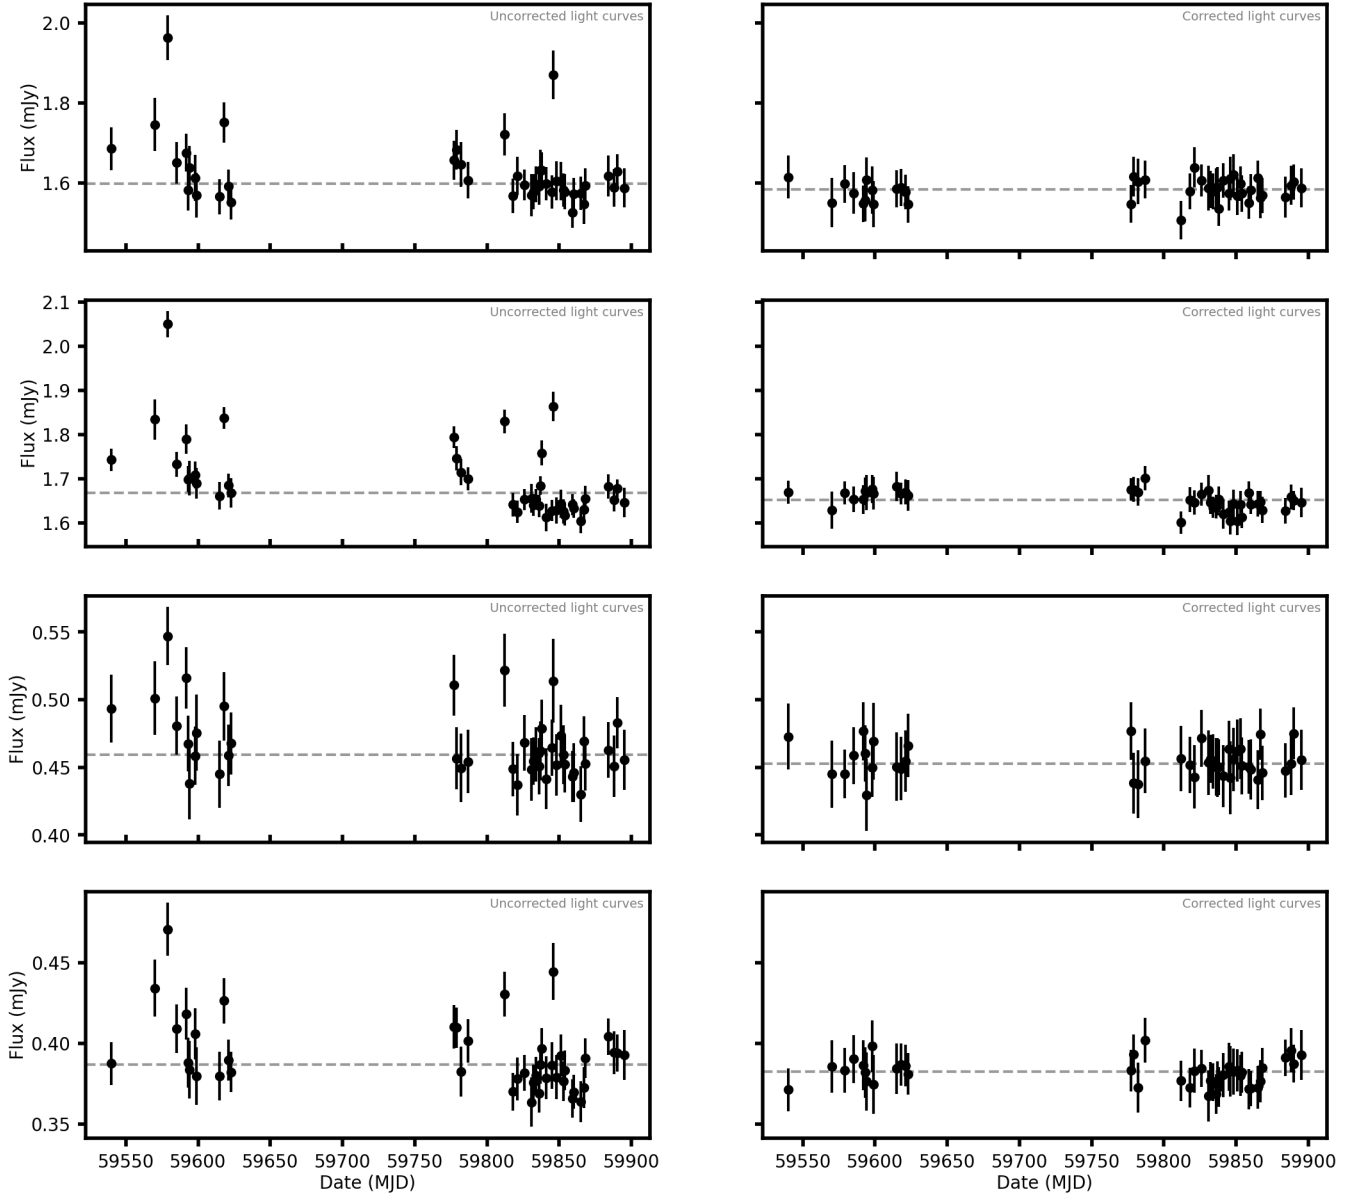 Uncorrected light curves
Corrected light curves
2.0
1.8
1.6
Flux (mJy)
Uncorrected light curves
Corrected light curves
2.1
2.0
1.9
1.8
1.7
1.6
Flux (mJy)
Uncorrected light curves
Corrected light curves
0.55
0.50
0.45
0.40
Flux (mJy)
Uncorrected light curves
Corrected light curves
0.45
0.40
0.35
Flux (mJy)
59550 59600 59650 59700 59750 59800 59850 59900
59550 59600 59650 59700 59750 59800 59850 59900
Date (MJD)
Date (MJD)